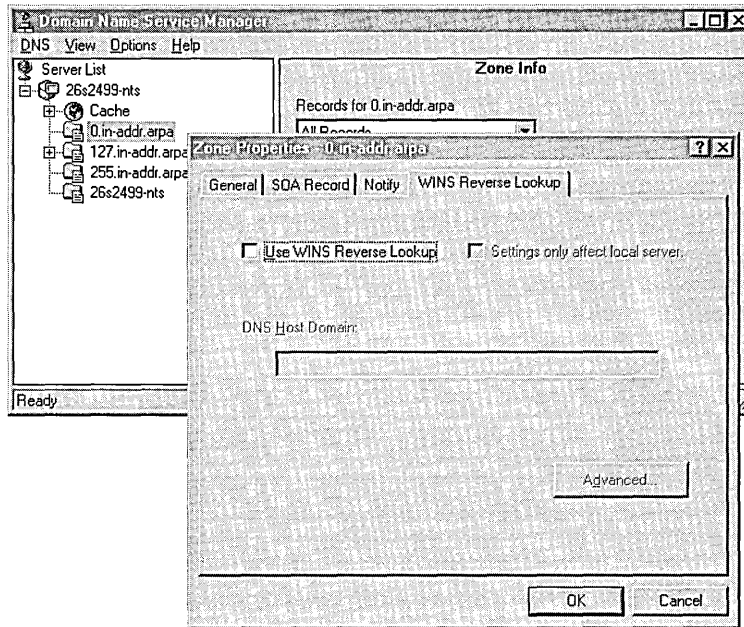 Domain Name Service Manager
DNS View Options Help
Server List
26s2499-nts
Cache
0.in-addr.arpa
127.in-addr.arpa
255.in-addr.arpa
26s2499-nts
Zone Info
Records for 0.in-addr.arpa
All Records
Zone Properties - 0.in-addr.arpa
General SOA Record Notify WINS Reverse Lookup
Use WINS Reverse Lookup Settings only affect local server.
DNS Host Domain:
Advanced...
OK Cancel
Ready